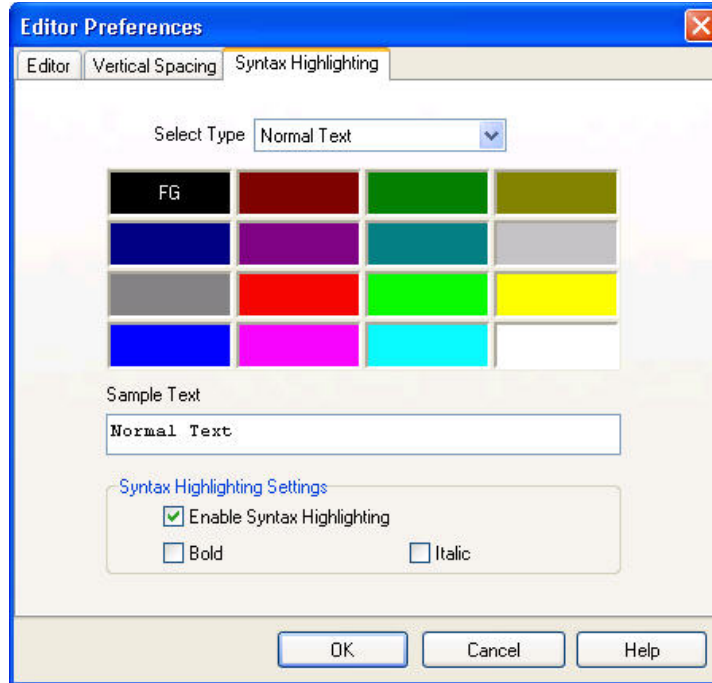 Editor Preferences
Editor Vertical Spacing Syntax Highlighting
Select Type Normal Text
FG
Sample Text
Normal Text
Syntax Highlighting Settings
Enable Syntax Highlighting
Bold Italic
OK Cancel Help